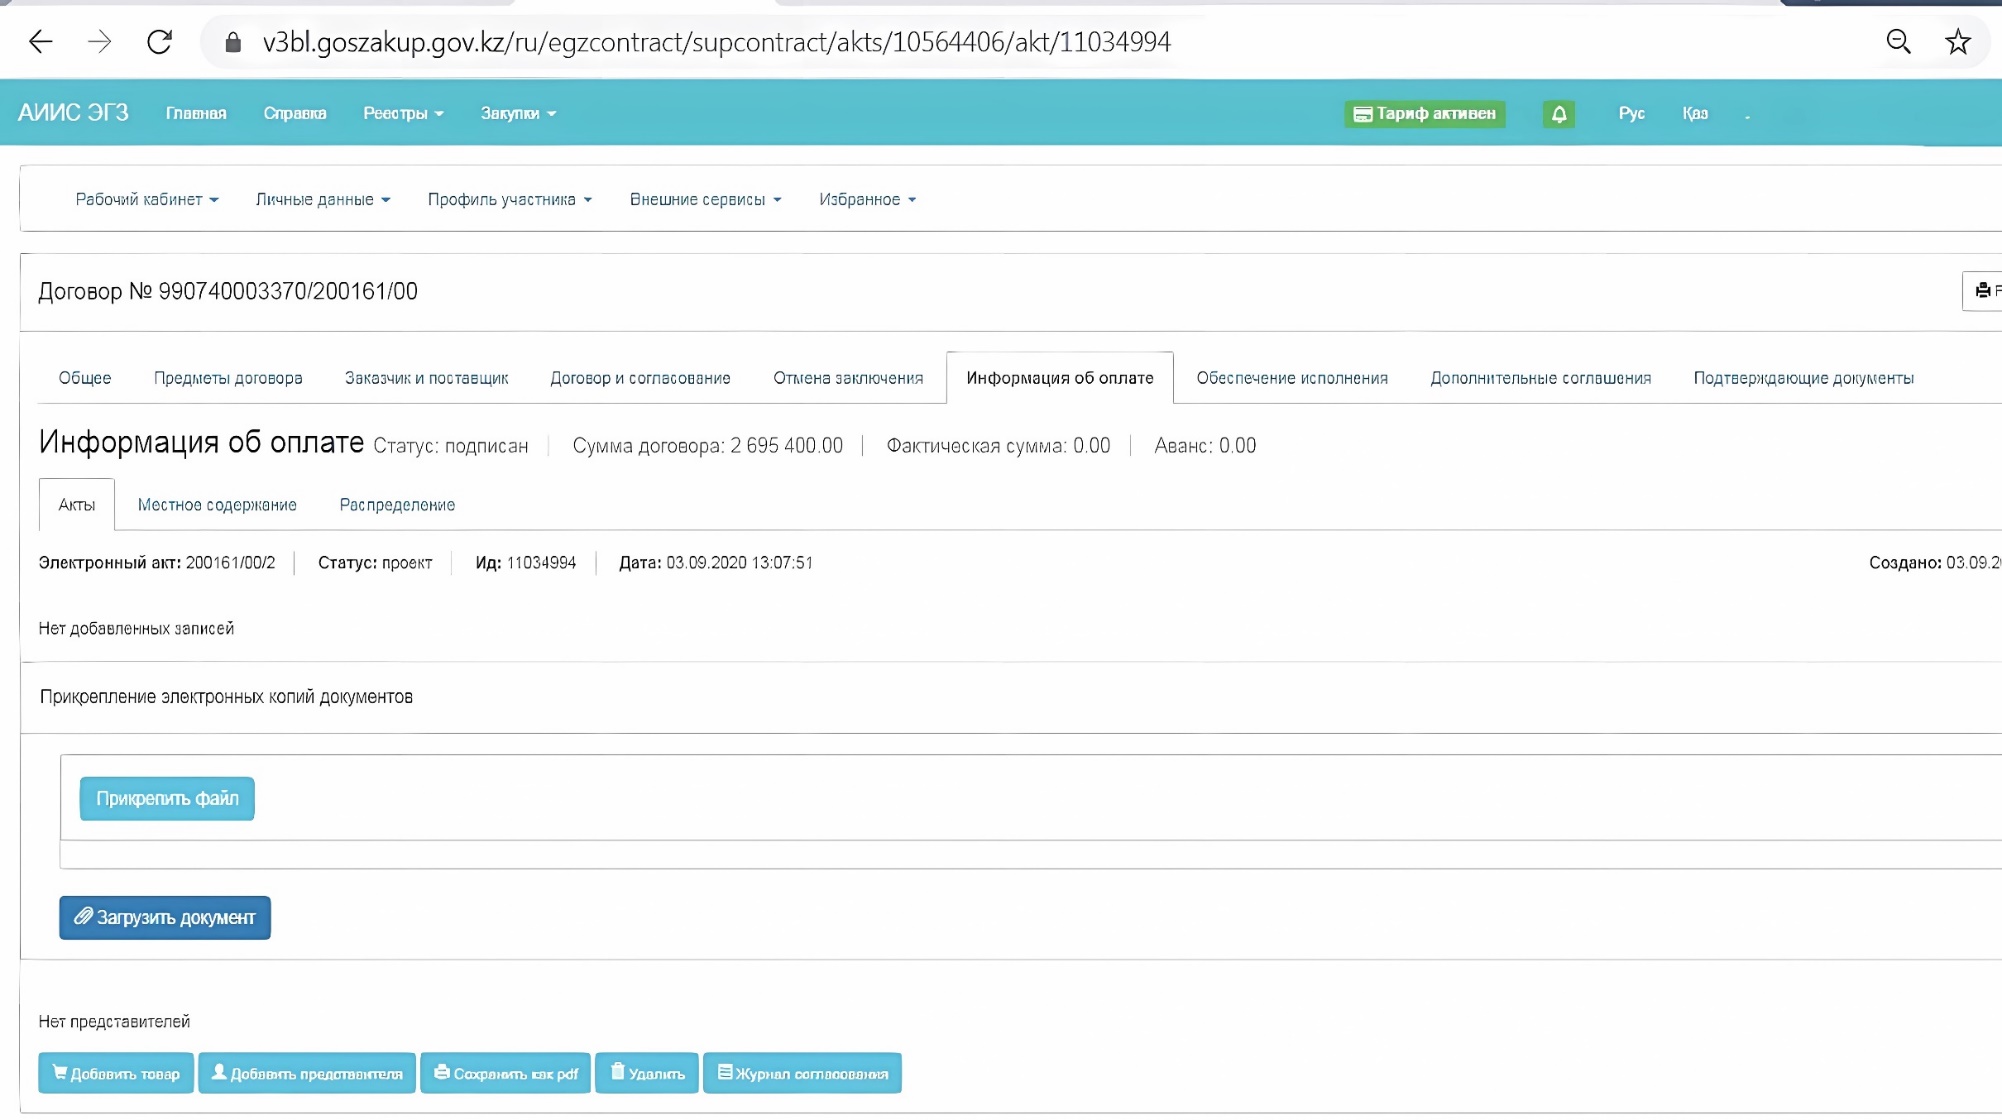 v3bl.goszakup.gov.kz/ru/egzcontract/supcontract/akts/10564406/akt/11034994
АИИС ЭГЗ Главная Справка Реестры Закупки Тариф активен Рус Қаз
Рабочий кабинет Личные данные Профиль участника Внешние сервисы Избранное
Договор № 990740003370/200161/00
Общее Предметы договора Заказчик и поставщик Договор и согласование Отмена заключения Информация об оплате Обеспечение исполнения Дополнительные соглашения Подтверждающие документы
Информация об оплате Статус: подписан Сумма договора: 2 695 400.00 Фактическая сумма: 0.00 Аванс: 0.00
Акты Местное содержание Распределение
Электронный акт: 200161/00/2 Статус: проект Ид: 11034994 Дата: 03.09.2020 13:07:51 Создано: 03.09.2
Нет добавленных записей
Прикрепление электронных копий документов
Прикрепить файл
Загрузить документ
Нет представителей
Добавить товар Добавить представителя Сохранить как pdf Удалить Журнал согласования